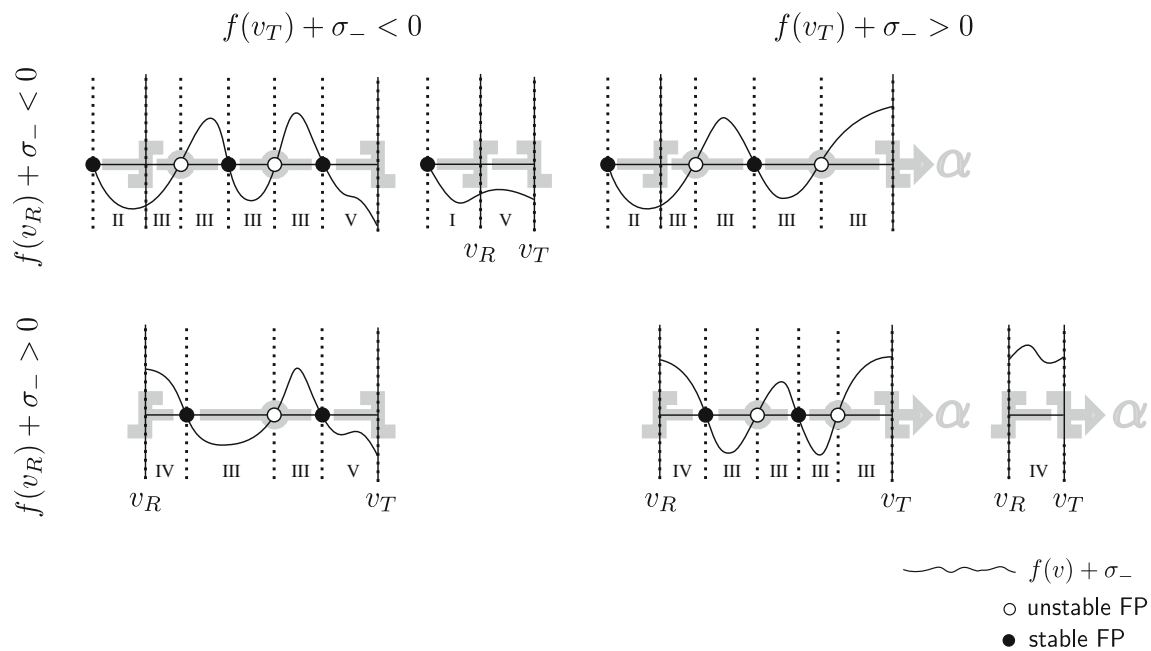 f(v_T) + σ_− < 0
f(v_T) + σ_− > 0
f(v_R) + σ_− < 0
II III III III III V
I V
II III III III III
α
v_R v_T
f(v_R) + σ_− > 0
IV III III V
IV III III III III
IV
α
α
v_R v_T
v_R v_T
v_R v_T
f(v) + σ_−
unstable FP
stable FP